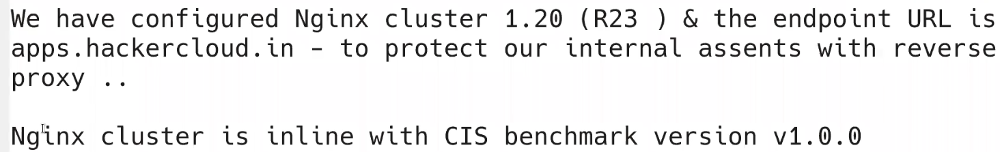 We have configured Nginx cluster 1.20 (R23 ) & the endpoint URL is
apps.hackercloud.in - to protect our internal assents with reverse
proxy ..
Nginx cluster is inline with CIS benchmark version v1.0.0